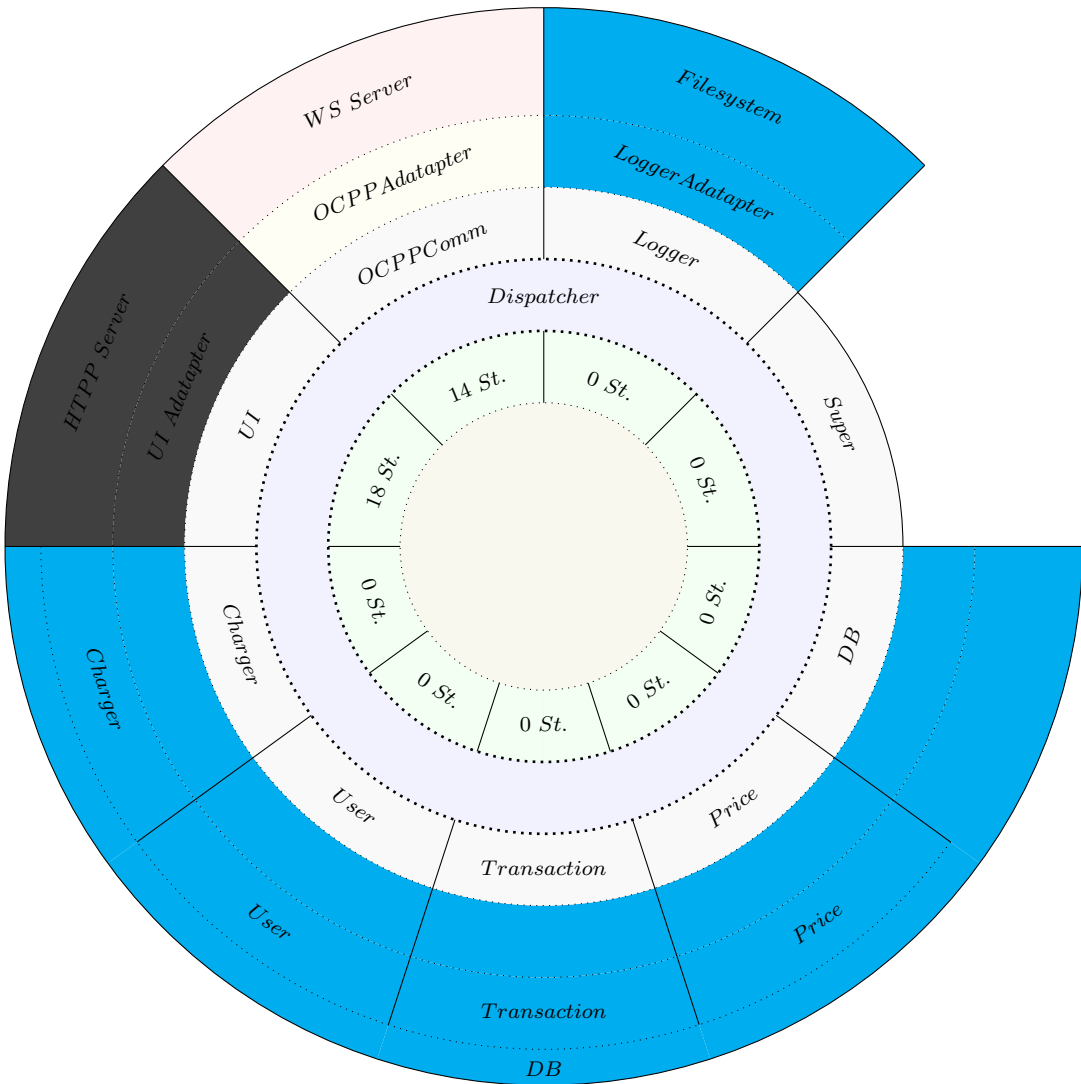 WS Server
Filesystem
OCPPAdatapter
LoggerAdatapter
OCPPComm
Logger
Dispatcher
HTPP Server
UI Adatapter
UI
14 St.
0 St.
Super
18 St.
0 St.
0 St.
0 St.
0 St.
0 St.
0 St.
Charger
Charger
DB
User
Price
Transaction
User
Price
Transaction
DB